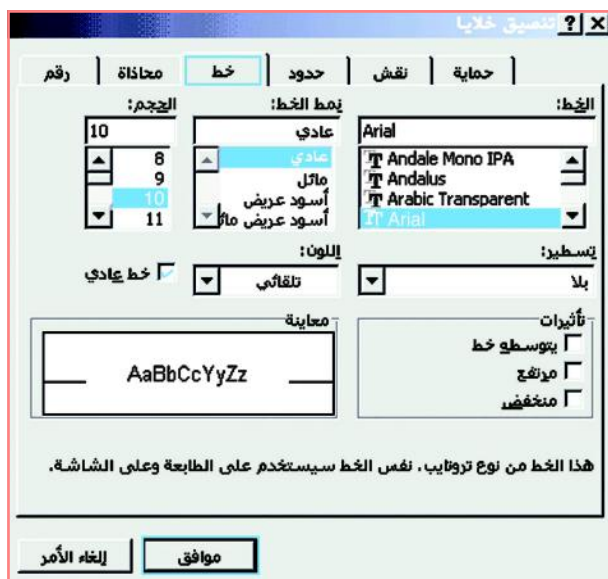 تنسيق خلايا
رقم محاذاة خط حدود نقش حماية
الخط: نمط الخط: الحجم:
Arial عادي 10
Andale Mono IPA عادي 8
Andalus مائل 9
Arabic Transparent أسود عريض 10
Arial أسود عريض مائل 11
تسطير: اللون:
بلا تلقائي خط عادي
تأثيرات معاينة
يتوسطه خط
مرتفع
منخفض
AaBbCcYyZz
هذا الخط من نوع تروتايب، نفس الخط سيستخدم على الطابعة وعلى الشاشة.
موافق إلغاء الأمر